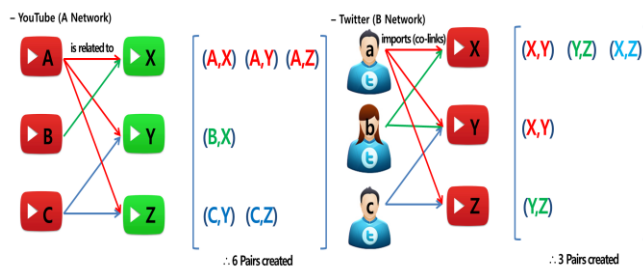 – YouTube (A Network)
A is related to X
(A,X) (A,Y) (A,Z)
B Y
(B,X)
C Z
(C,Y) (C,Z)
∴ 6 Pairs created
– Twitter (B Network)
a imports (co-links) X
(X,Y) (Y,Z) (X,Z)
b Y
(X,Y)
c Z
(Y,Z)
∴ 3 Pairs created